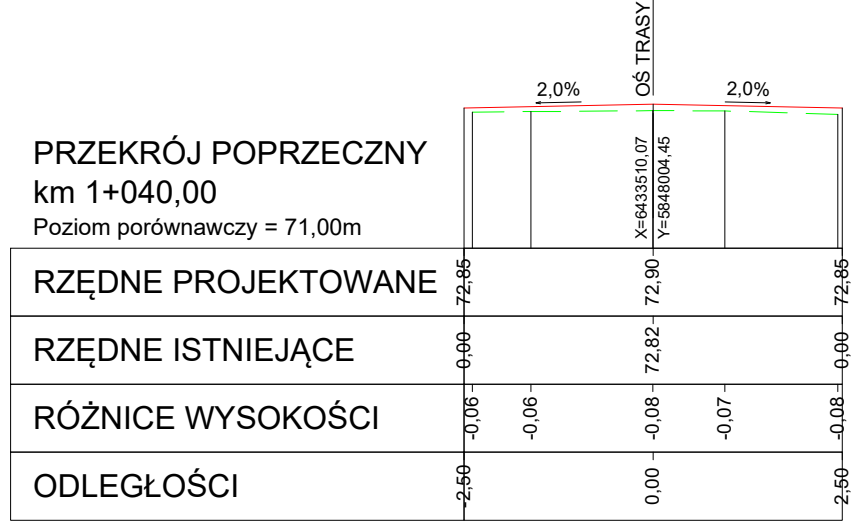 OŚ TRASY
2,0% 2,0%
X=6433510,07
Y=5848004,45
PRZEKRÓJ POPRZECZNY
km 1+040,00
Poziom porównawczy = 71,00m
RZĘDNE PROJEKTOWANE 72,85 72,90 72,85
RZĘDNE ISTNIEJĄCE 0,00 72,82 0,00
RÓŻNICE WYSOKOŚCI -0,06 -0,06 -0,08 -0,07 -0,08
ODLEGŁOŚCI -2,50 0,00 2,50